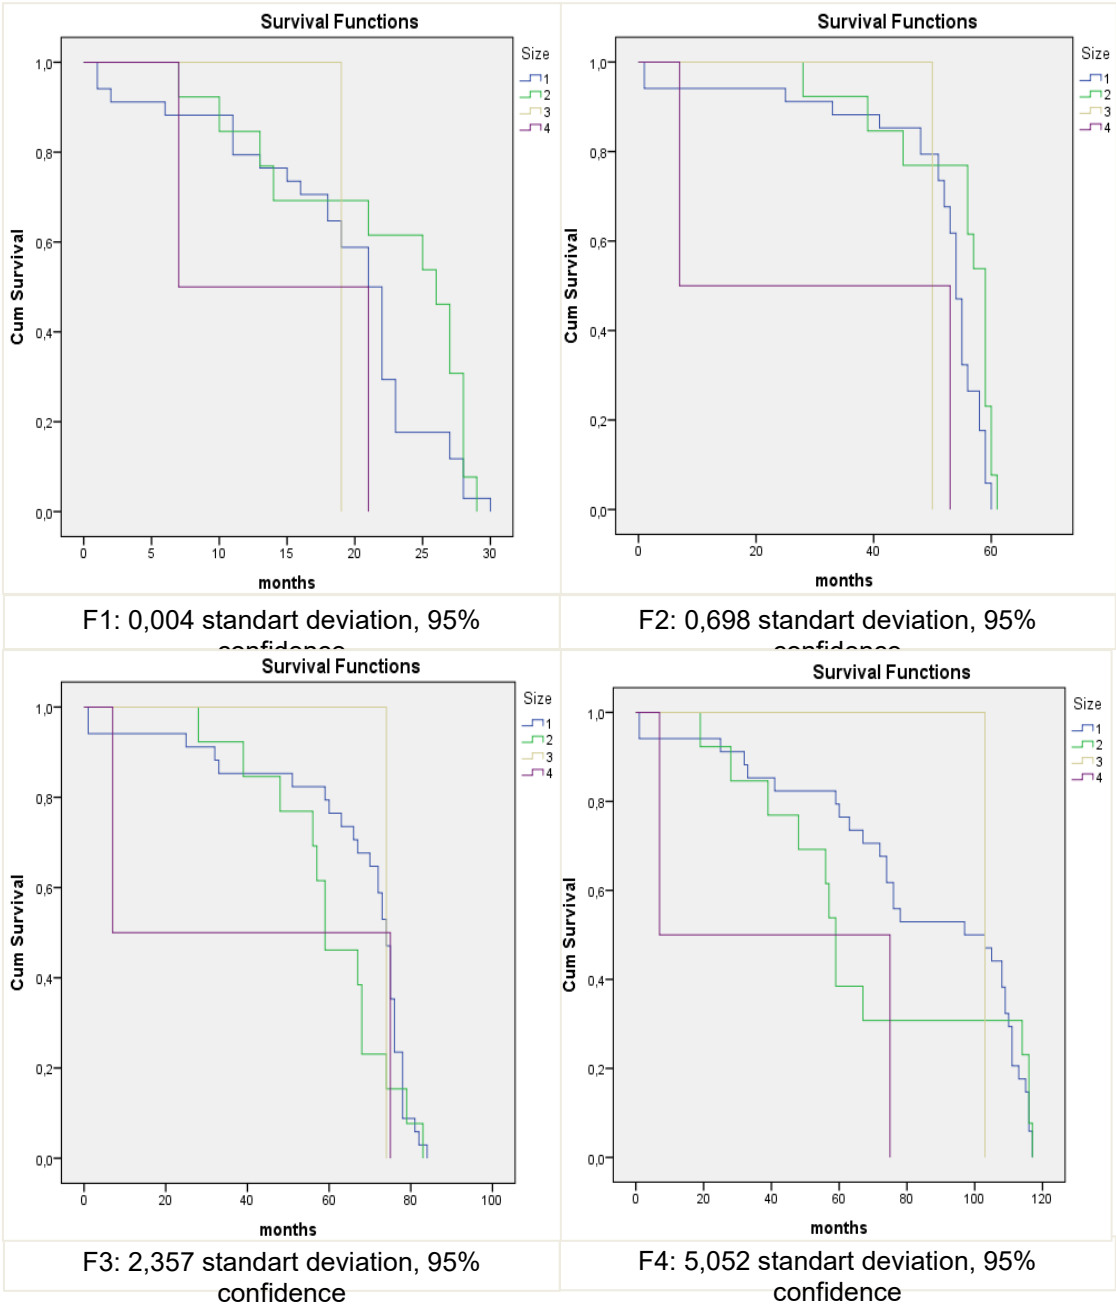 Survival Functions
Size
1
2
3
4
1,0
0,8
0,6
0,4
0,2
0,0
Cum Survival
0 5 10 15 20 25 30
months
F1: 0,004 standart deviation, 95%
confidence
Survival Functions
Size
1
2
3
4
1,0
0,8
0,6
0,4
0,2
0,0
Cum Survival
0 20 40 60
months
F2: 0,698 standart deviation, 95%
confidence
Survival Functions
Size
1
2
3
4
1,0
0,8
0,6
0,4
0,2
0,0
Cum Survival
0 20 40 60 80 100
months
F3: 2,357 standart deviation, 95%
confidence
Survival Functions
Size
1
2
3
4
1,0
0,8
0,6
0,4
0,2
0,0
Cum Survival
0 20 40 60 80 100 120
months
F4: 5,052 standart deviation, 95%
confidence